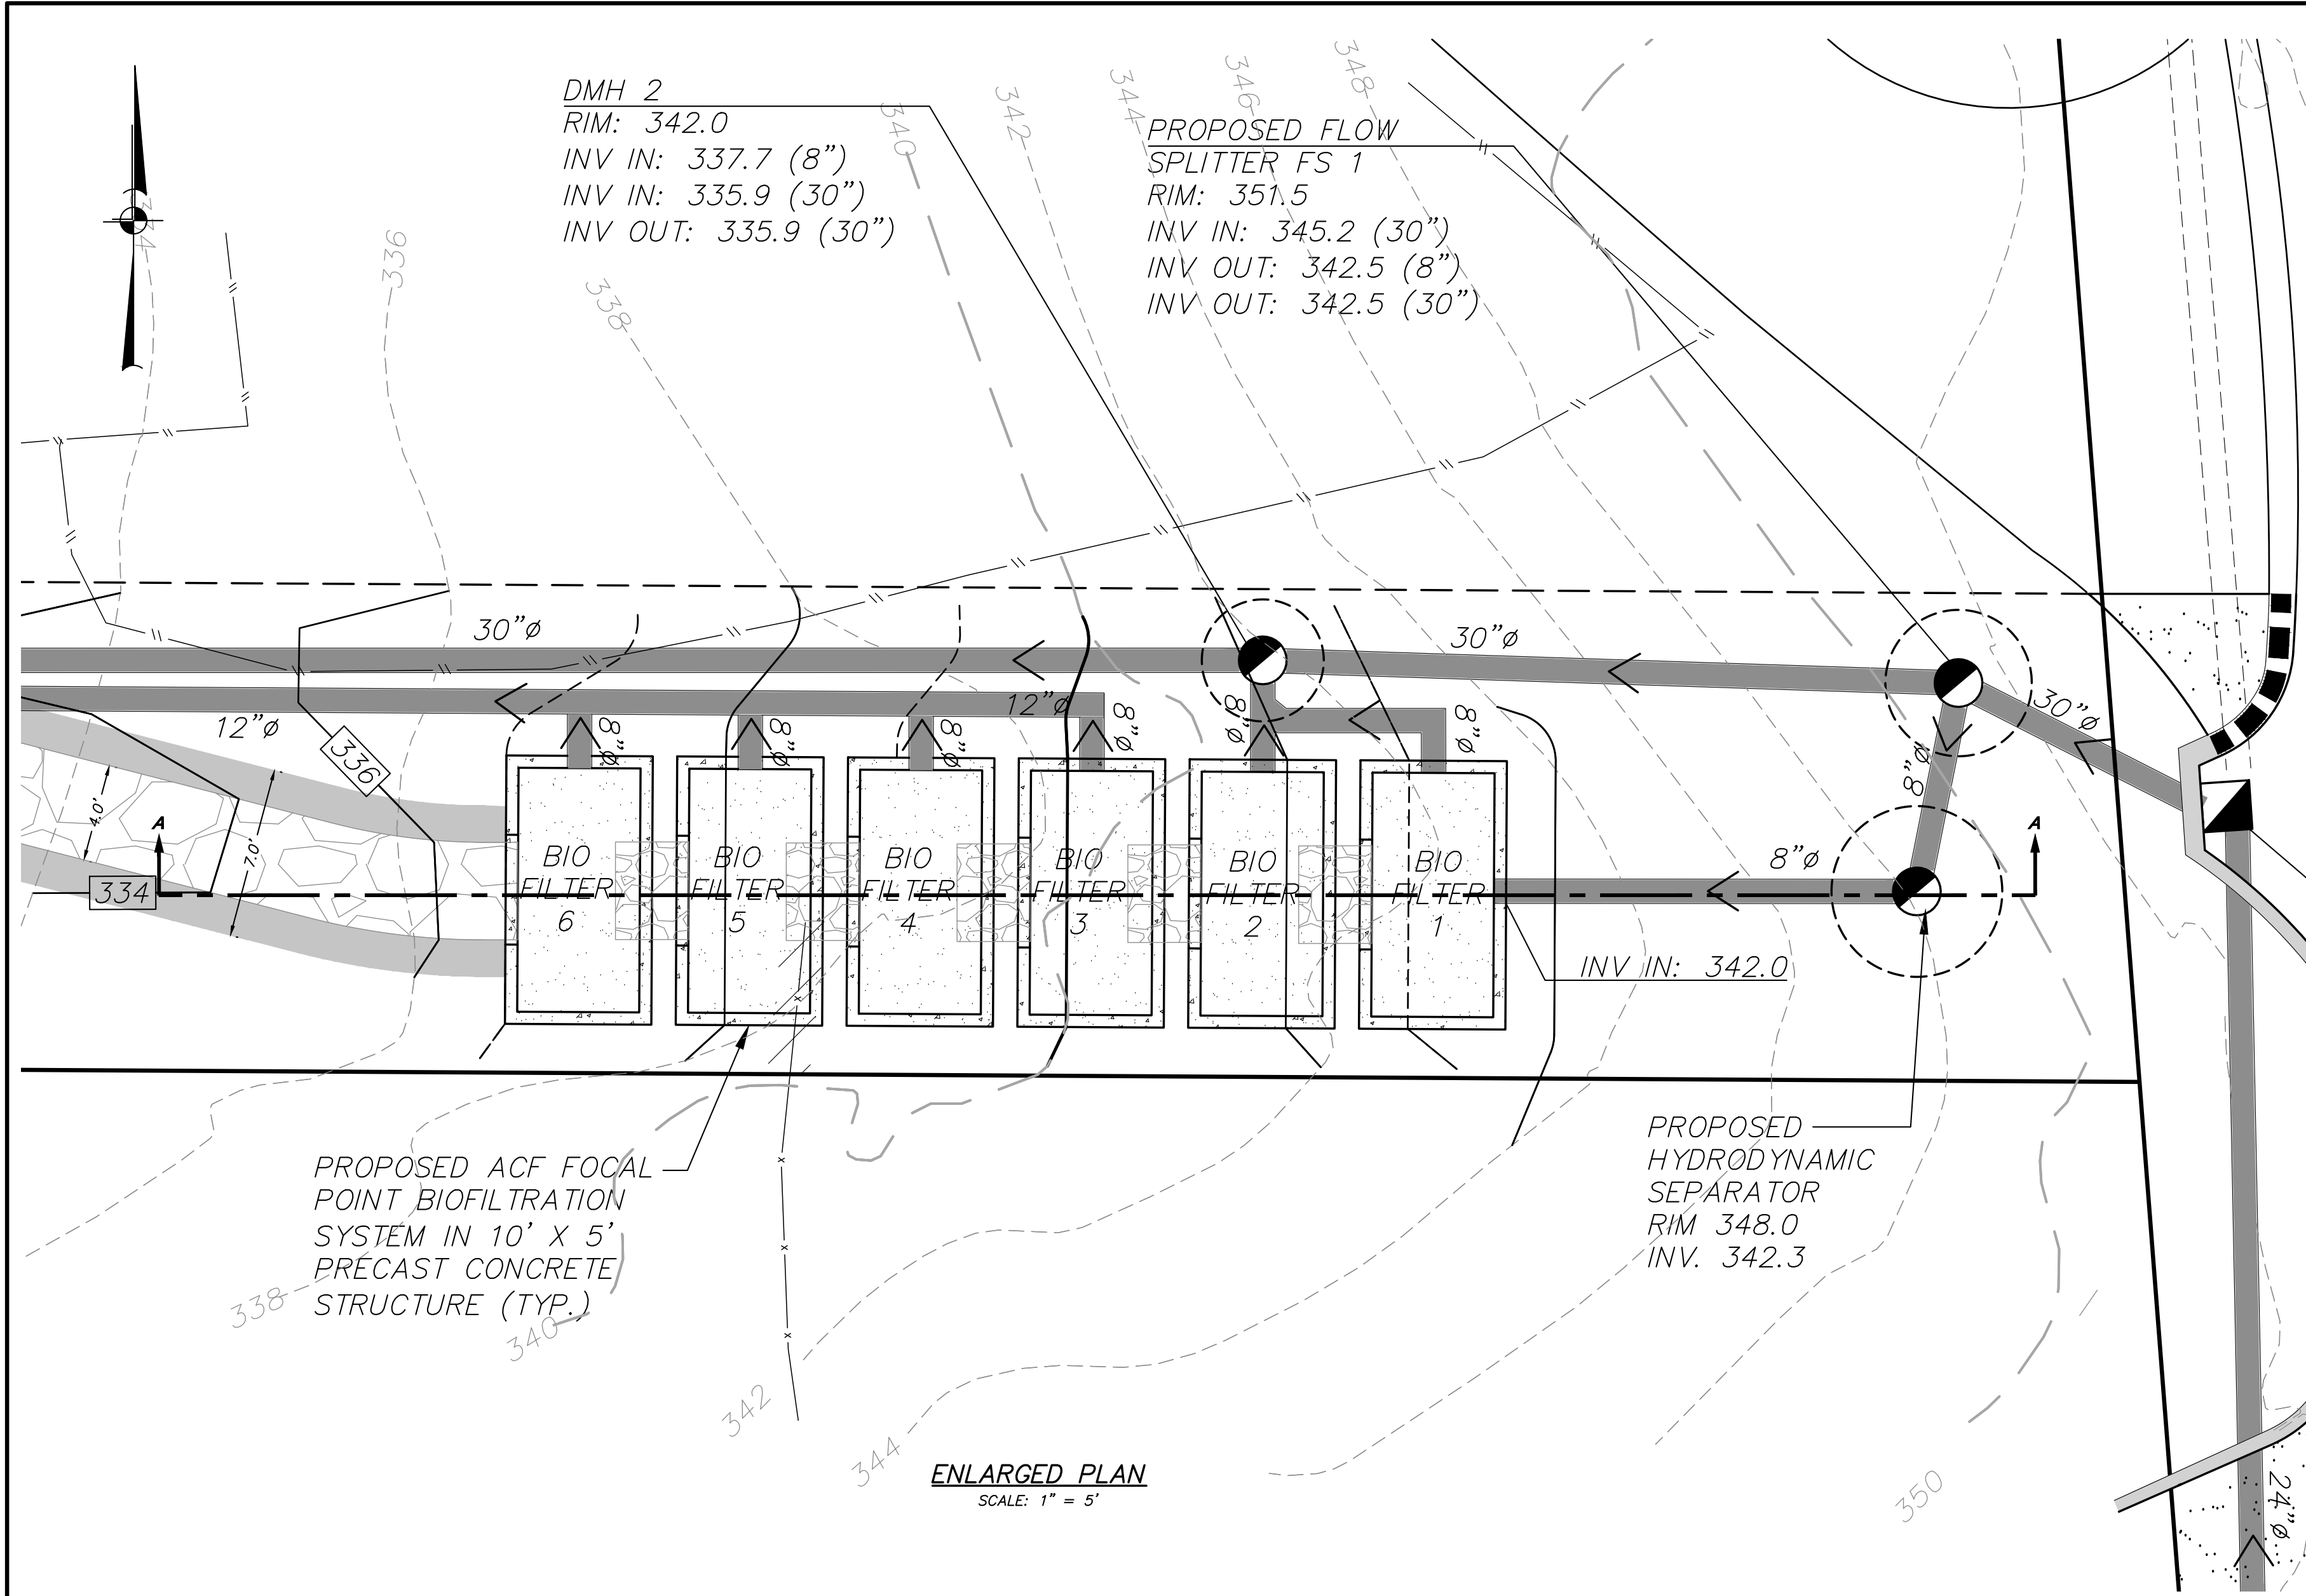 DMH 2
RIM: 342.0
INV IN: 337.7 (8")
INV IN: 335.9 (30")
INV OUT: 335.9 (30")
PROPOSED FLOW
SPLITTER FS 1
RIM: 351.5
INV IN: 345.2 (30")
INV OUT: 342.5 (8")
INV OUT: 342.5 (30")
334
336
338
340
342
344
346
348
30"ø
30"ø
30"ø
12"ø
12"ø
8"ø
8"ø
8"ø
8"ø
8"ø
8"ø
8"ø
8"ø
336
334
4.0'
7.0'
A
A
BIO
FILTER
6
BIO
FILTER
5
BIO
FILTER
4
BIO
FILTER
3
BIO
FILTER
2
BIO
FILTER
1
INV IN: 342.0
PROPOSED ACF FOCAL
POINT BIOFILTRATION
SYSTEM IN 10' X 5'
PRECAST CONCRETE
STRUCTURE (TYP.)
PROPOSED
HYDRODYNAMIC
SEPARATOR
RIM 348.0
INV. 342.3
338
340
342
344
350
24"ø
ENLARGED PLAN
SCALE: 1" = 5'